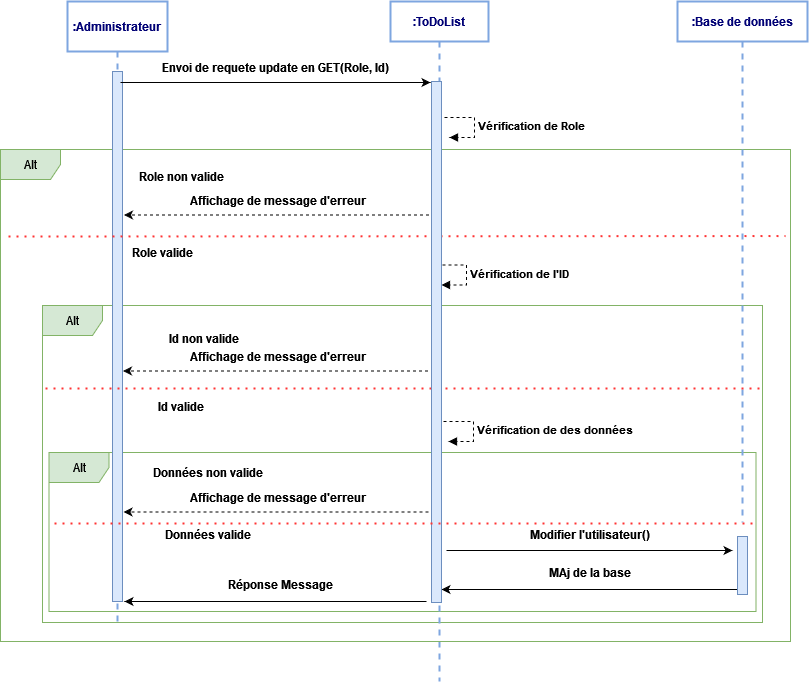 :Administrateur
:ToDoList
:Base de données
Envoi de requete update en GET(Role, Id)
Vérification de Role
Alt
Role non valide
Affichage de message d'erreur
Role valide
Vérification de l'ID
Alt
Id non valide
Affichage de message d'erreur
Id valide
Vérification de des données
Alt
Données non valide
Affichage de message d'erreur
Données valide
Modifier l'utilisateur()
MAj de la base
Réponse Message